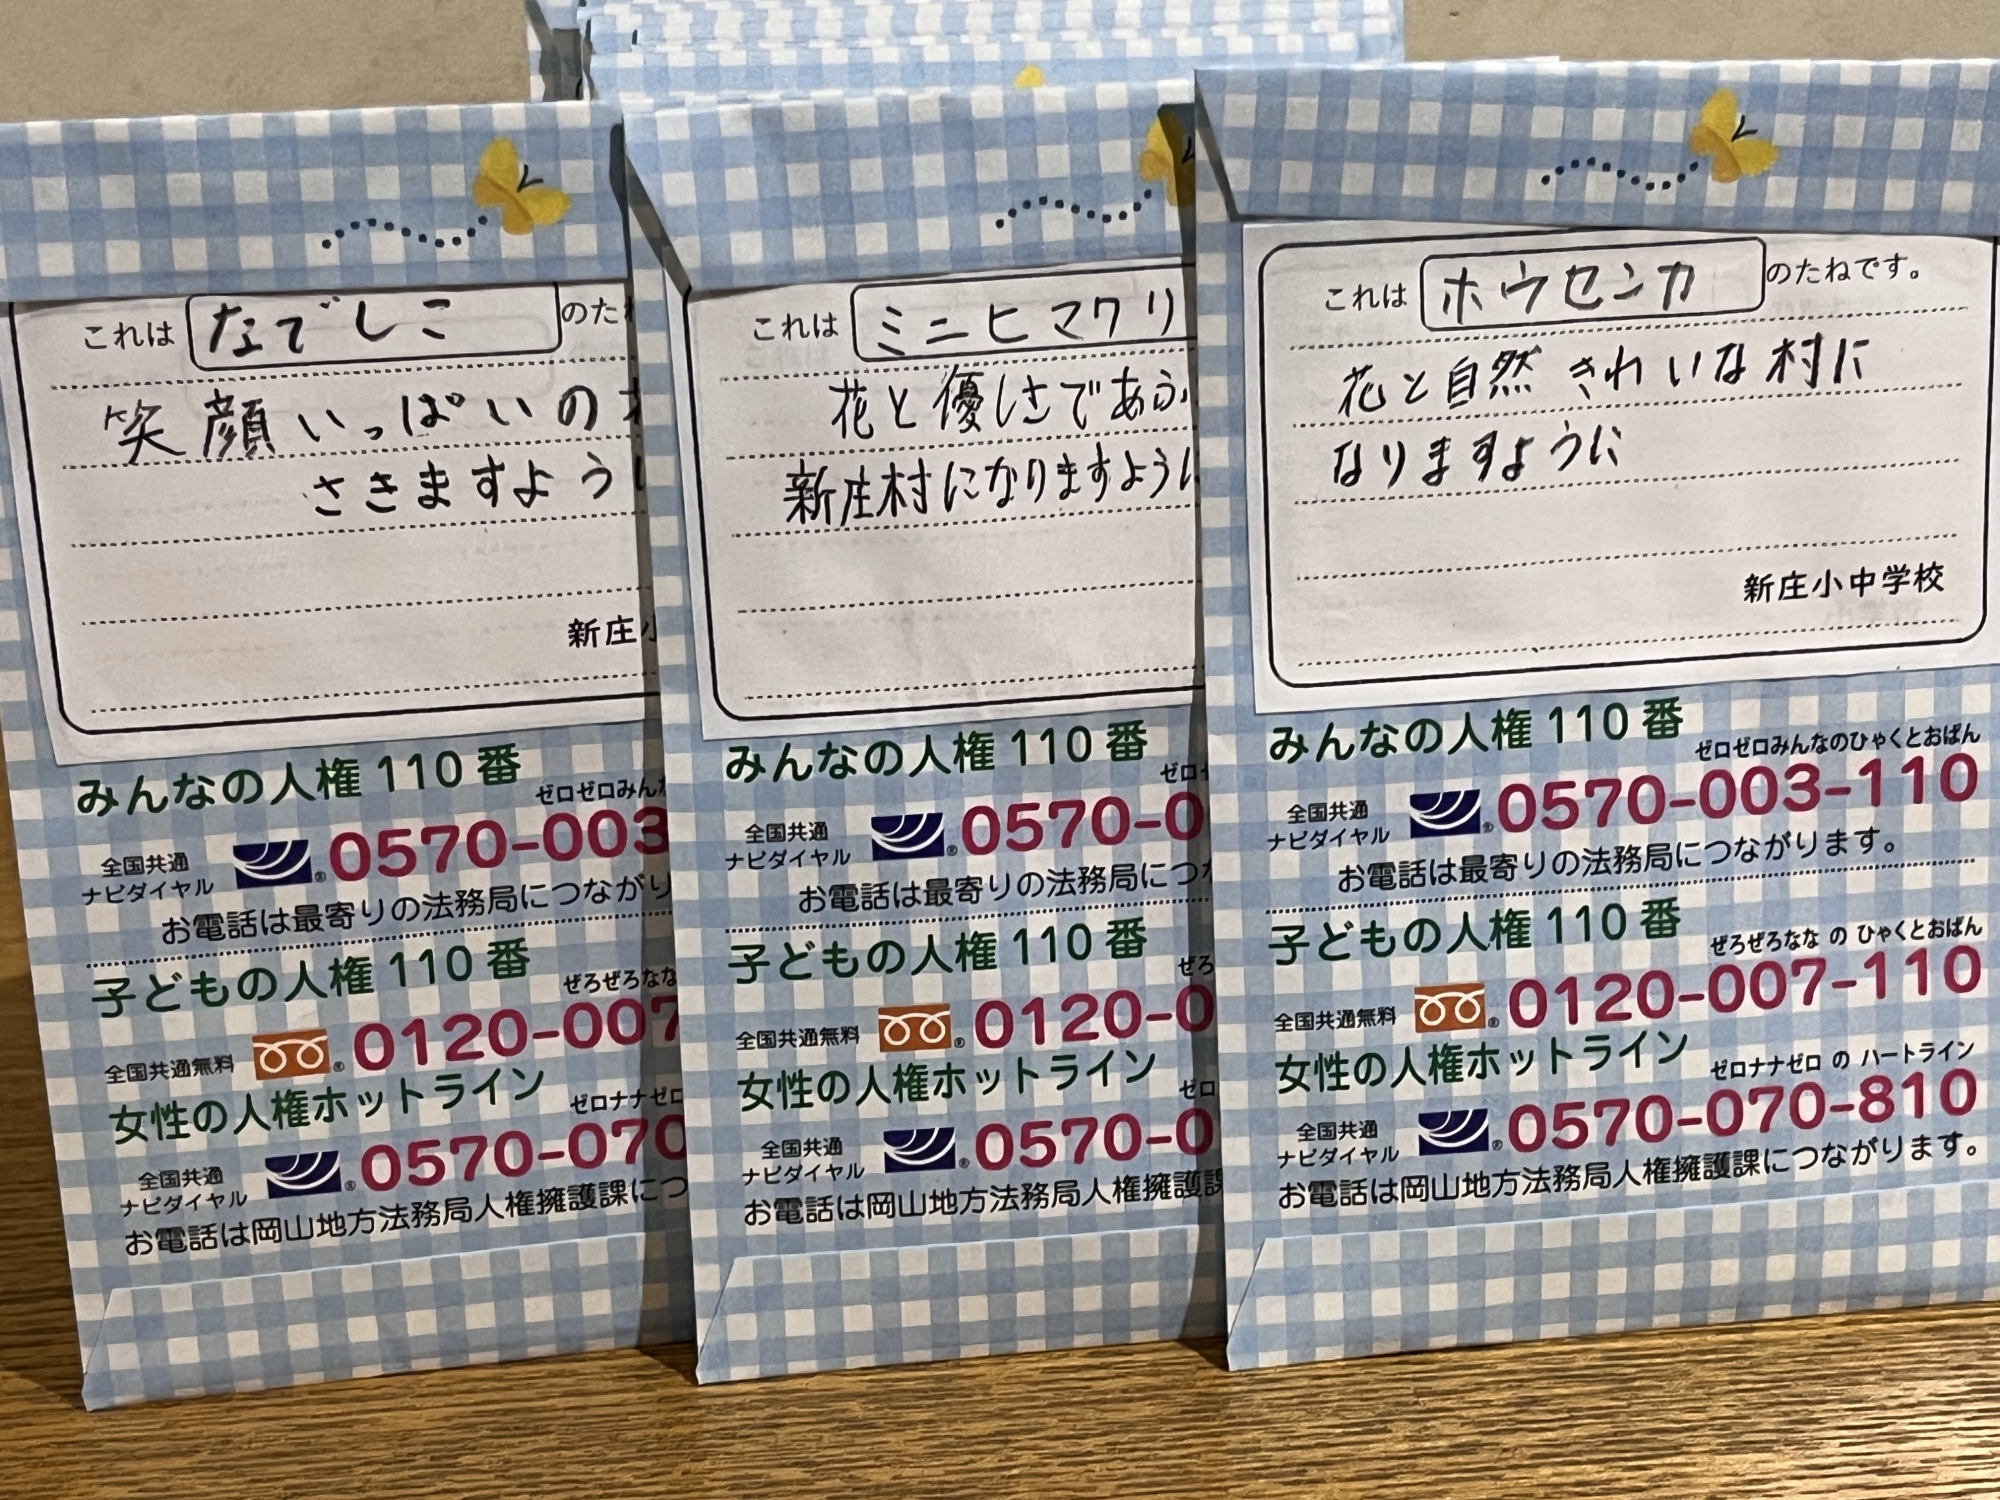 これは なでしこ のた
笑顔いっぱいの
さきますよう
新庄小
みんなの人権110番
ゼロゼロみん
全国共通
ナビダイヤル
0570-003
お電話は最寄りの法務局につながり
子どもの人権110番
ぜろぜろなな
全国共通無料
0120-007
女性の人権ホットライン
ゼロナナゼロ
全国共通
ナビダイヤル
0570-070
お電話は岡山地方法務局人権擁護課につ
これは ミニヒマワリ
花と優しさであふ
新庄村になりますように
みんなの人権110番
ゼロ
全国共通
ナビダイヤル
0570-0
お電話は最寄りの法務局につ
子どもの人権110番
ぜろ
全国共通無料
0120-0
女性の人権ホットライン
ゼロ
全国共通
ナビダイヤル
0570-0
お電話は岡山地方法務局人権擁護課
これは ホウセンカ のたねです。
花と自然きれいな村に
なりますように
新庄小中学校
みんなの人権110番
ゼロゼロみんなのひゃくとおばん
全国共通
ナビダイヤル
0570-003-110
お電話は最寄りの法務局につながります。
子どもの人権110番
ぜろぜろなな の ひゃくとおばん
全国共通無料
0120-007-110
女性の人権ホットライン
ゼロナナゼロ の ハートライン
全国共通
ナビダイヤル
0570-070-810
お電話は岡山地方法務局人権擁護課につながります。